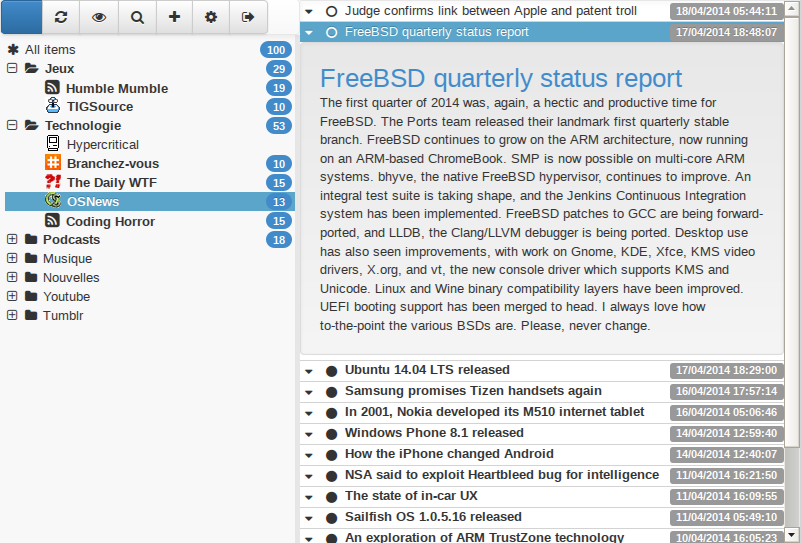 All items 100
Jeux 29
Humble Mumble 19
TIGSource 10
Technologie 53
Hypercritical
Branchez-vous 10
?! The Daily WTF 15
OSNews 13
Coding Horror 15
Podcasts 18
Musique
Nouvelles
Youtube
Tumblr
Judge confirms link between Apple and patent troll 18/04/2014 05:44:11
FreeBSD quarterly status report 17/04/2014 18:48:07
FreeBSD quarterly status report
The first quarter of 2014 was, again, a hectic and productive time for
FreeBSD. The Ports team released their landmark first quarterly stable
branch. FreeBSD continues to grow on the ARM architecture, now running
on an ARM-based ChromeBook. SMP is now possible on multi-core ARM
systems. bhyve, the native FreeBSD hypervisor, continues to improve. An
integral test suite is taking shape, and the Jenkins Continuous Integration
system has been implemented. FreeBSD patches to GCC are being forward-
ported, and LLDB, the Clang/LLVM debugger is being ported. Desktop use
has also seen improvements, with work on Gnome, KDE, Xfce, KMS video
drivers, X.org, and vt, the new console driver which supports KMS and
Unicode. Linux and Wine binary compatibility layers have been improved.
UEFI booting support has been merged to head. I always love how
to-the-point the various BSDs are. Please, never change.
Ubuntu 14.04 LTS released 17/04/2014 18:29:00
Samsung promises Tizen handsets again 16/04/2014 17:57:14
In 2001, Nokia developed its M510 internet tablet 16/04/2014 05:06:46
Windows Phone 8.1 released 14/04/2014 12:59:40
How the iPhone changed Android 14/04/2014 12:40:07
NSA said to exploit Heartbleed bug for intelligence 11/04/2014 16:21:50
The state of in-car UX 11/04/2014 16:09:55
Sailfish OS 1.0.5.16 released 11/04/2014 05:49:10
An exploration of ARM TrustZone technology 10/04/2014 16:05:23